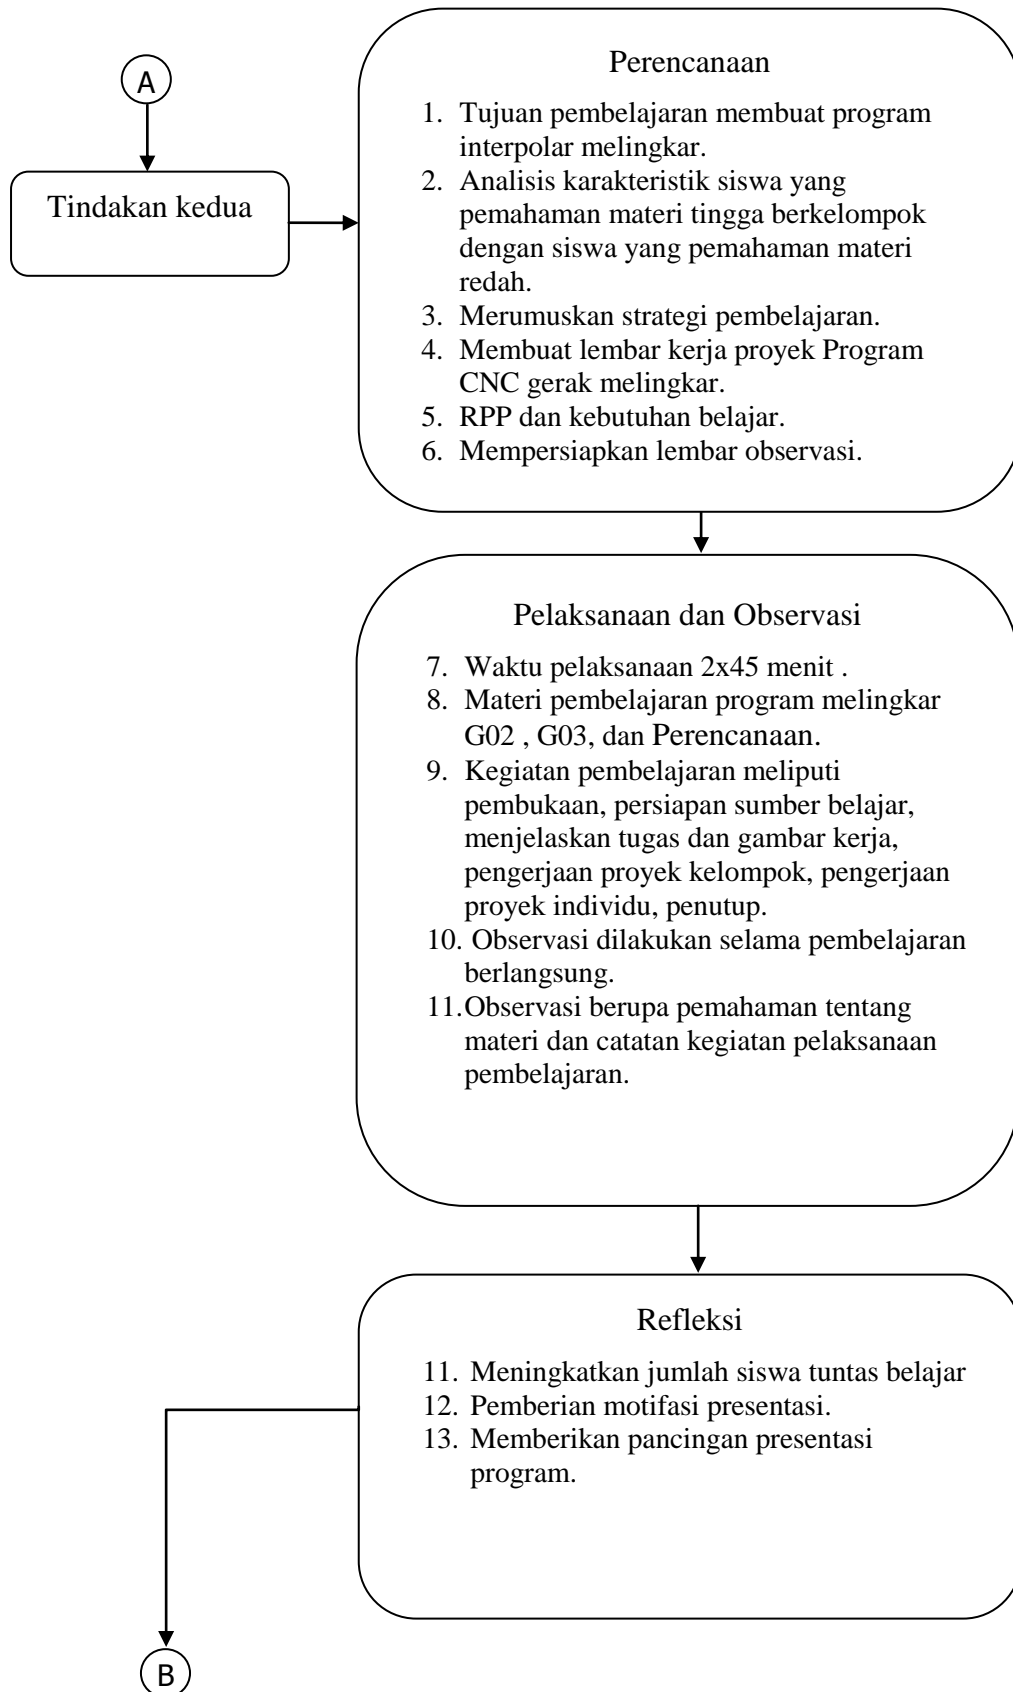 A
Tindakan kedua
Perencanaan
1. Tujuan pembelajaran membuat program
interpolar melingkar.
2. Analisis karakteristik siswa yang
pemahaman materi tingga berkelompok
dengan siswa yang pemahaman materi
redah.
3. Merumuskan strategi pembelajaran.
4. Membuat lembar kerja proyek Program
CNC gerak melingkar.
5. RPP dan kebutuhan belajar.
6. Mempersiapkan lembar observasi.
Pelaksanaan dan Observasi
7. Waktu pelaksanaan 2x45 menit .
8. Materi pembelajaran program melingkar
G02 , G03, dan Perencanaan.
9. Kegiatan pembelajaran meliputi
pembukaan, persiapan sumber belajar,
menjelaskan tugas dan gambar kerja,
pengerjaan proyek kelompok, pengerjaan
proyek individu, penutup.
10. Observasi dilakukan selama pembelajaran
berlangsung.
11. Observasi berupa pemahaman tentang
materi dan catatan kegiatan pelaksanaan
pembelajaran.
Refleksi
11. Meningkatkan jumlah siswa tuntas belajar
12. Pemberian motifasi presentasi.
13. Memberikan pancingan presentasi
program.
B